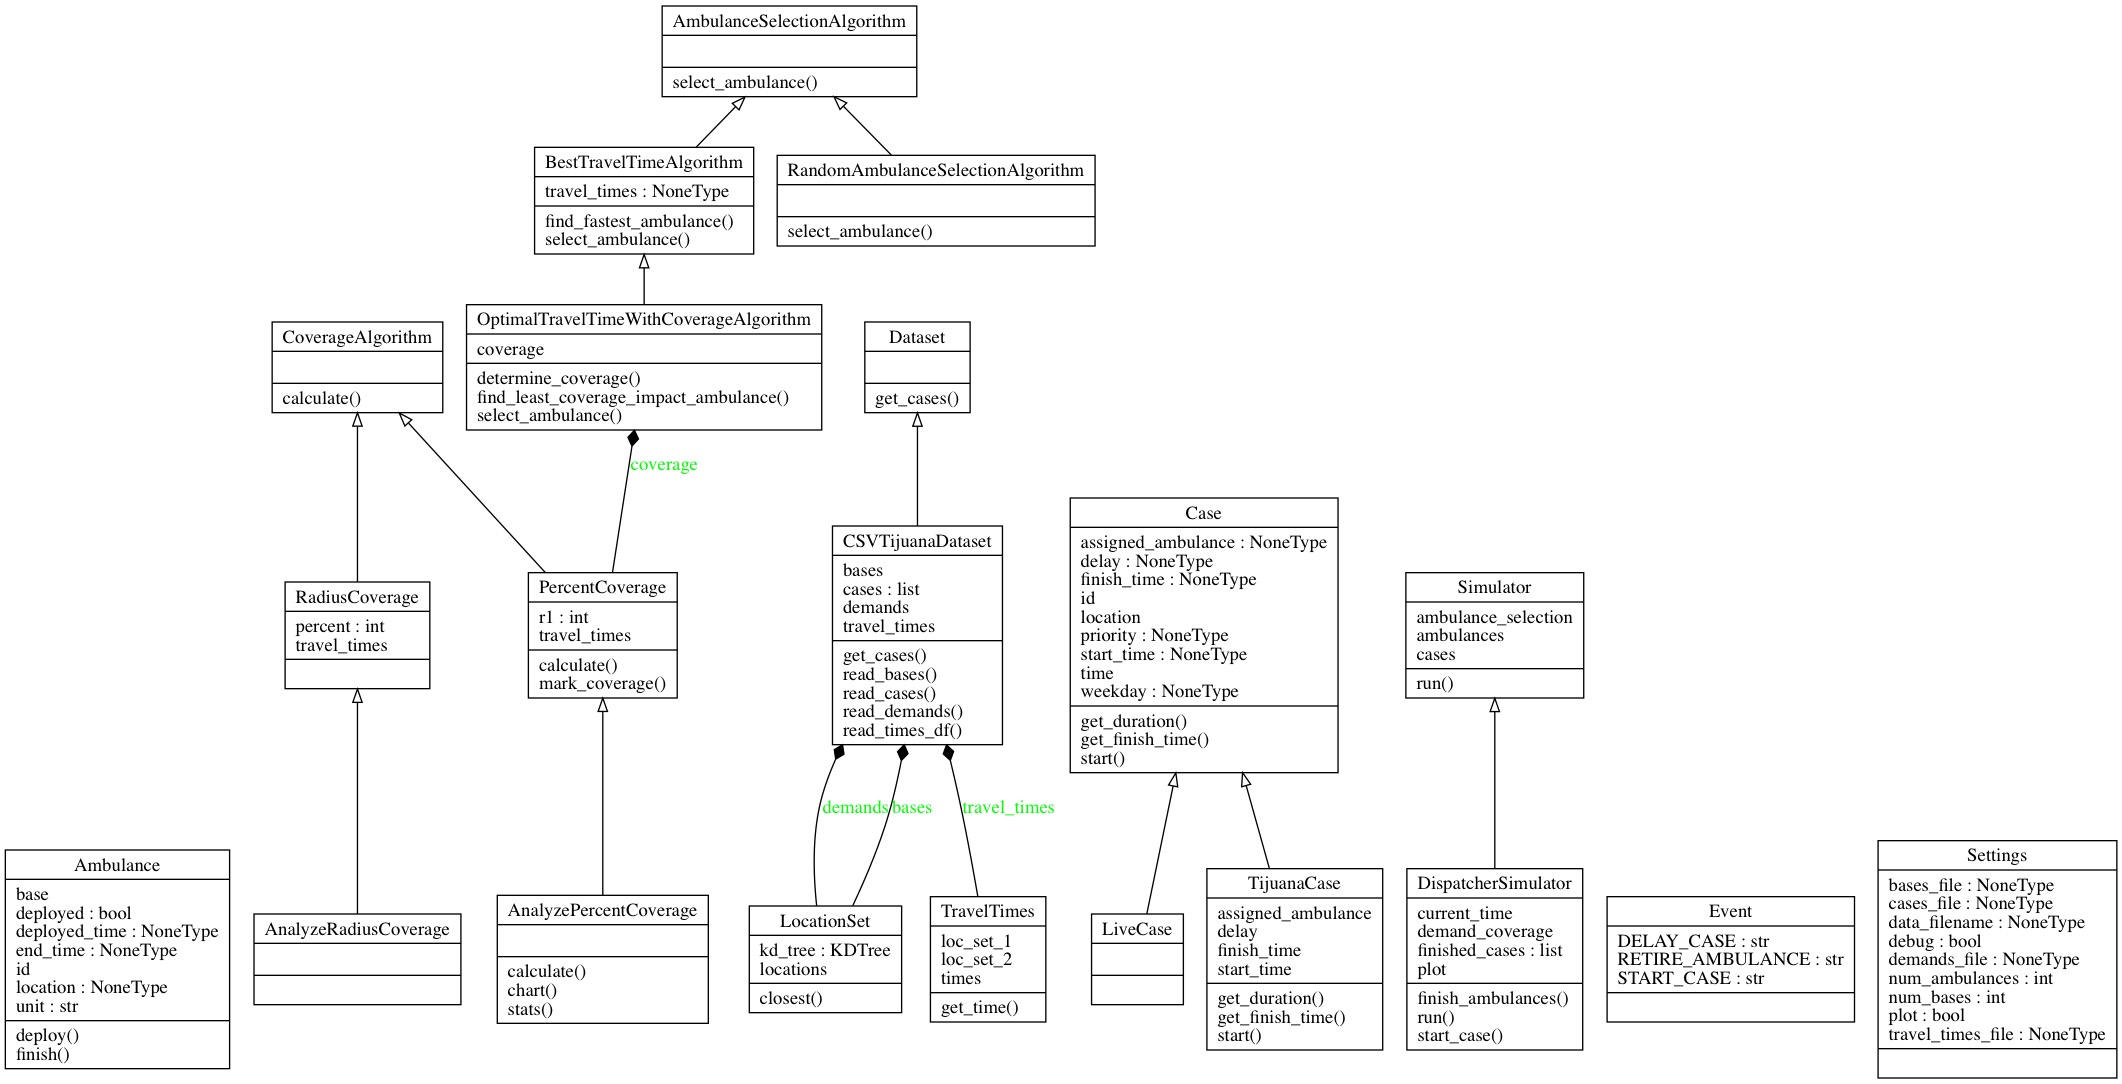 AmbulanceSelectionAlgorithm
select_ambulance()
BestTravelTimeAlgorithm
travel_times : NoneType
find_fastest_ambulance()
select_ambulance()
RandomAmbulanceSelectionAlgorithm
select_ambulance()
CoverageAlgorithm
calculate()
OptimalTravelTimeWithCoverageAlgorithm
coverage
determine_coverage()
find_least_coverage_impact_ambulance()
select_ambulance()
Dataset
get_cases()
coverage
RadiusCoverage
percent : int
travel_times
PercentCoverage
r1 : int
travel_times
calculate()
mark_coverage()
CSVTijuanaDataset
bases
cases : list
demands
travel_times
get_cases()
read_bases()
read_cases()
read_demands()
read_times_df()
Case
assigned_ambulance : NoneType
delay : NoneType
finish_time : NoneType
id
location
priority : NoneType
start_time : NoneType
time
weekday : NoneType
get_duration()
get_finish_time()
start()
Simulator
ambulance_selection
ambulances
cases
run()
demands
bases
travel_times
Ambulance
base
deployed : bool
deployed_time : NoneType
end_time : NoneType
id
location : NoneType
unit : str
deploy()
finish()
AnalyzeRadiusCoverage
AnalyzePercentCoverage
calculate()
chart()
stats()
LocationSet
kd_tree : KDTree
locations
closest()
TravelTimes
loc_set_1
loc_set_2
times
get_time()
LiveCase
TijuanaCase
assigned_ambulance
delay
finish_time
start_time
get_duration()
get_finish_time()
start()
DispatcherSimulator
current_time
demand_coverage
finished_cases : list
plot
finish_ambulances()
run()
start_case()
Event
DELAY_CASE : str
RETIRE_AMBULANCE : str
START_CASE : str
Settings
bases_file : NoneType
cases_file : NoneType
data_filename : NoneType
debug : bool
demands_file : NoneType
num_ambulances : int
num_bases : int
plot : bool
travel_times_file : NoneType